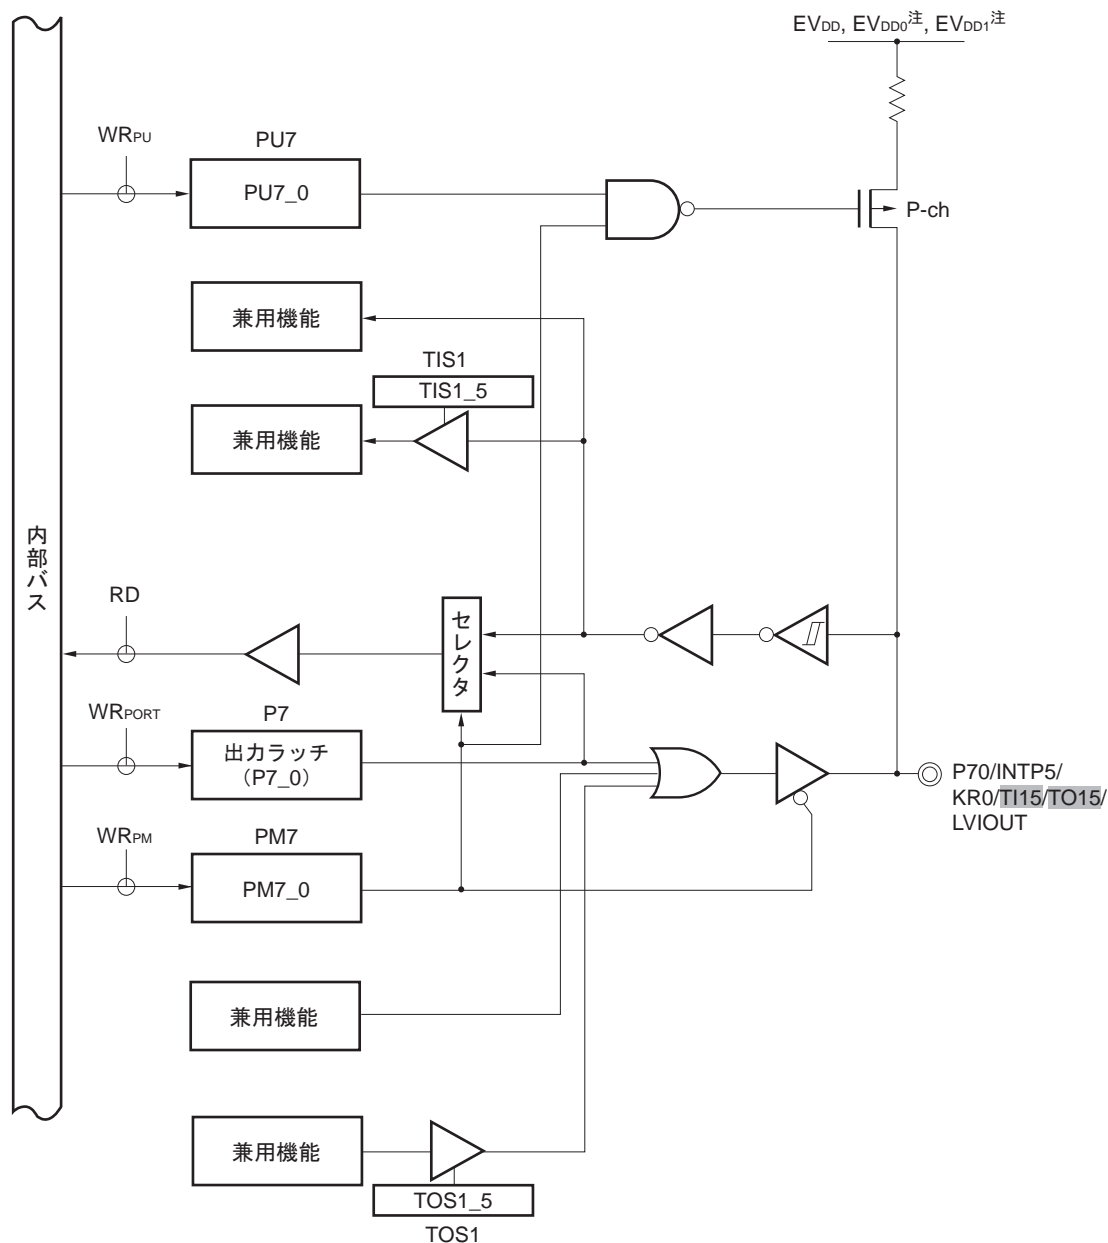 EVDD, EVDD0注, EVDD1注
WRPU
PU7
PU7_0
P-ch
兼用機能
TIS1
TIS1_5
兼用機能
内部バス
RD
セレクタ
WRPORT
P7
出力ラッチ
(P7_0)
P70/INTP5/
KR0/TI15/TO15/
LVIOUT
WRPM
PM7
PM7_0
兼用機能
兼用機能
TOS1_5
TOS1